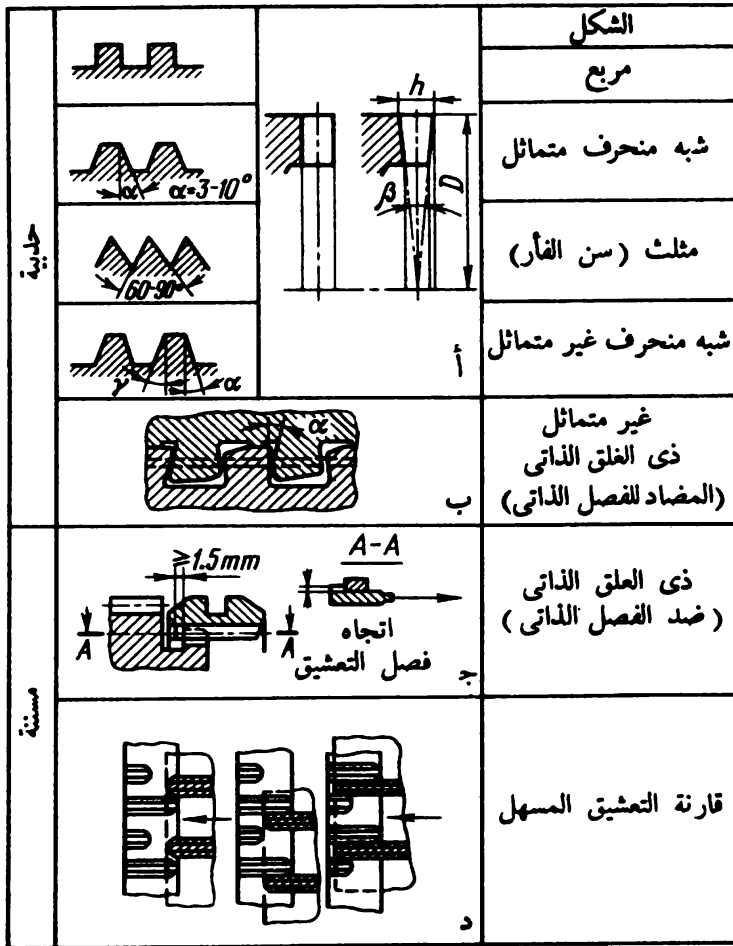 الشكل
مربع
h
D
β
شبه منحرف متماثل
α
α=3-10°
مثلث (سن الفأر)
60-90°
شبه منحرف غير متماثل
أ
γ
α
حدبية
غير متماثل
ذى الغلق الذاتى
(المضاد للفصل الذاتى)
ب
α
ذى العلق الذاتى
(ضد الفصل الذاتى)
A-A
≥1.5mm
A
A
اتجاه
فصل التعشيق
ج
مسننة
قارنة التعشيق المسهل
د